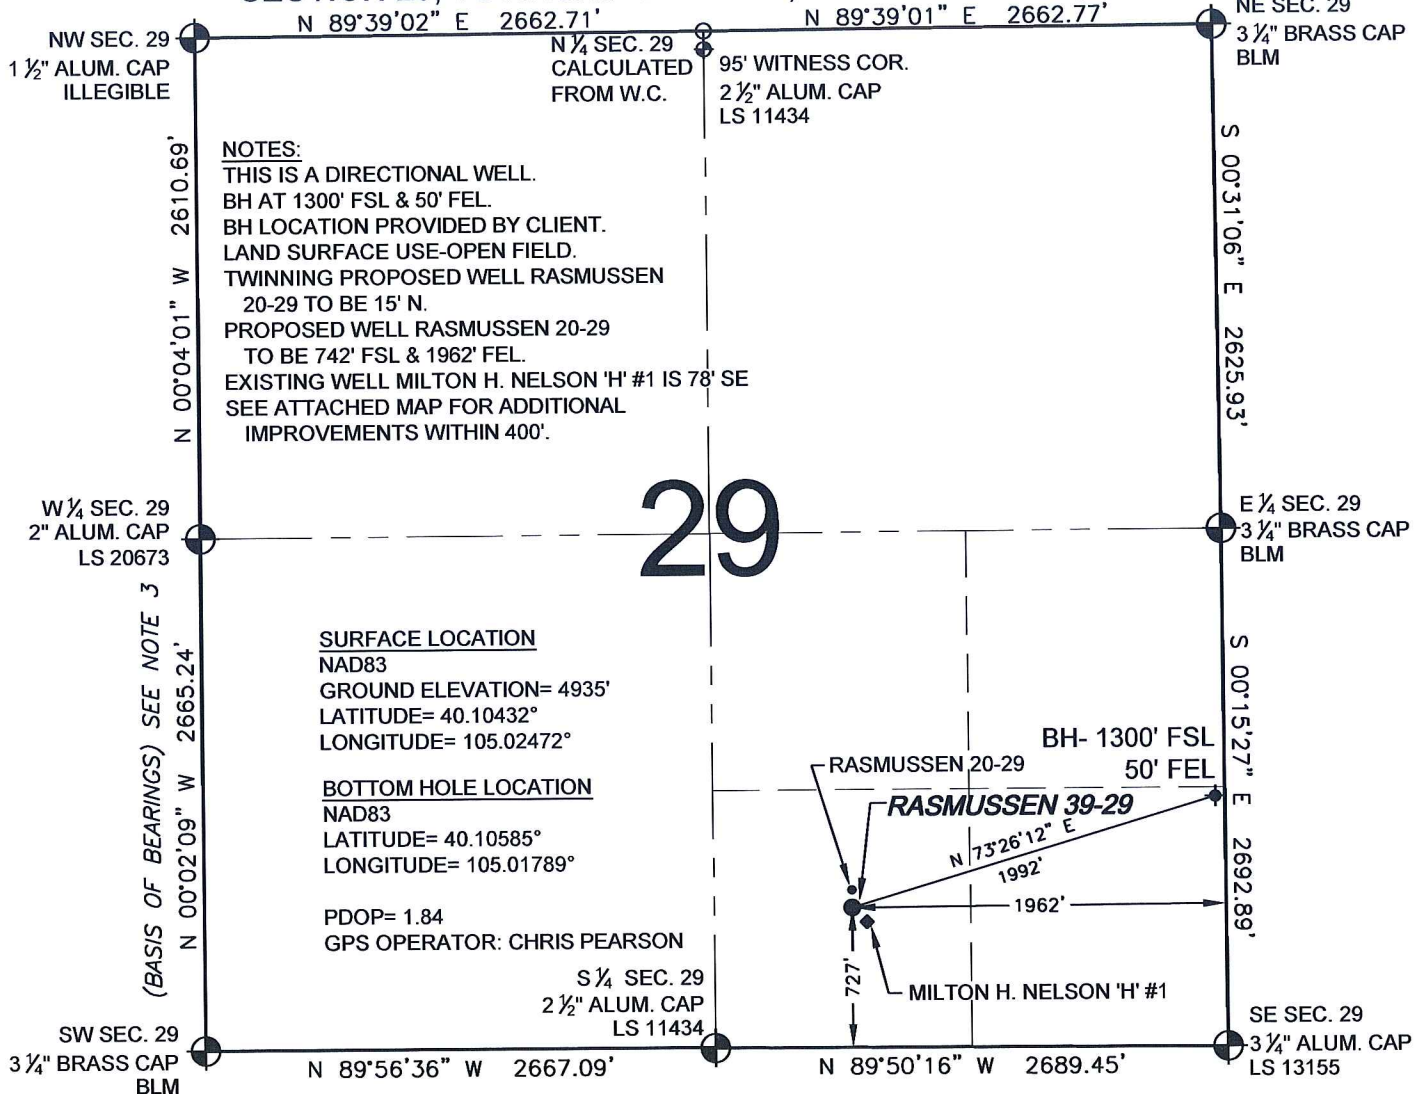 N 89°39'02" E 2662.71'
N 89°39'01" E 2662.77'
NW SEC. 29
1 ½" ALUM. CAP
ILLEGIBLE
N ¼ SEC. 29
CALCULATED
FROM W.C.
95' WITNESS COR.
2 ½" ALUM. CAP
LS 11434
NE SEC. 29
3 ¼" BRASS CAP
BLM
N 00°04'01" W 2610.69'
NOTES:
THIS IS A DIRECTIONAL WELL.
BH AT 1300' FSL & 50' FEL.
BH LOCATION PROVIDED BY CLIENT.
LAND SURFACE USE-OPEN FIELD.
TWINNING PROPOSED WELL RASMUSSEN
20-29 TO BE 15' N.
PROPOSED WELL RASMUSSEN 20-29
TO BE 742' FSL & 1962' FEL.
EXISTING WELL MILTON H. NELSON 'H' #1 IS 78' SE
SEE ATTACHED MAP FOR ADDITIONAL
IMPROVEMENTS WITHIN 400'.
S 00°31'06" E 2625.93'
W ¼ SEC. 29
2" ALUM. CAP
LS 20673
29
E ¼ SEC. 29
3 ¼" BRASS CAP
BLM
(BASIS OF BEARINGS) SEE NOTE 3
N 00°02'09" W 2665.24'
SURFACE LOCATION
NAD83
GROUND ELEVATION= 4935'
LATITUDE= 40.10432°
LONGITUDE= 105.02472°
BOTTOM HOLE LOCATION
NAD83
LATITUDE= 40.10585°
LONGITUDE= 105.01789°
PDOP= 1.84
GPS OPERATOR: CHRIS PEARSON
S 00°15'27" E 2692.89'
BH- 1300' FSL
50' FEL
RASMUSSEN 20-29
RASMUSSEN 39-29
N 73°26'12" E
1992'
1962'
727'
MILTON H. NELSON 'H' #1
S ¼ SEC. 29
2 ½" ALUM. CAP
LS 11434
SW SEC. 29
3 ¼" BRASS CAP
BLM
N 89°56'36" W 2667.09'
N 89°50'16" W 2689.45'
SE SEC. 29
3 ¼" ALUM. CAP
LS 13155